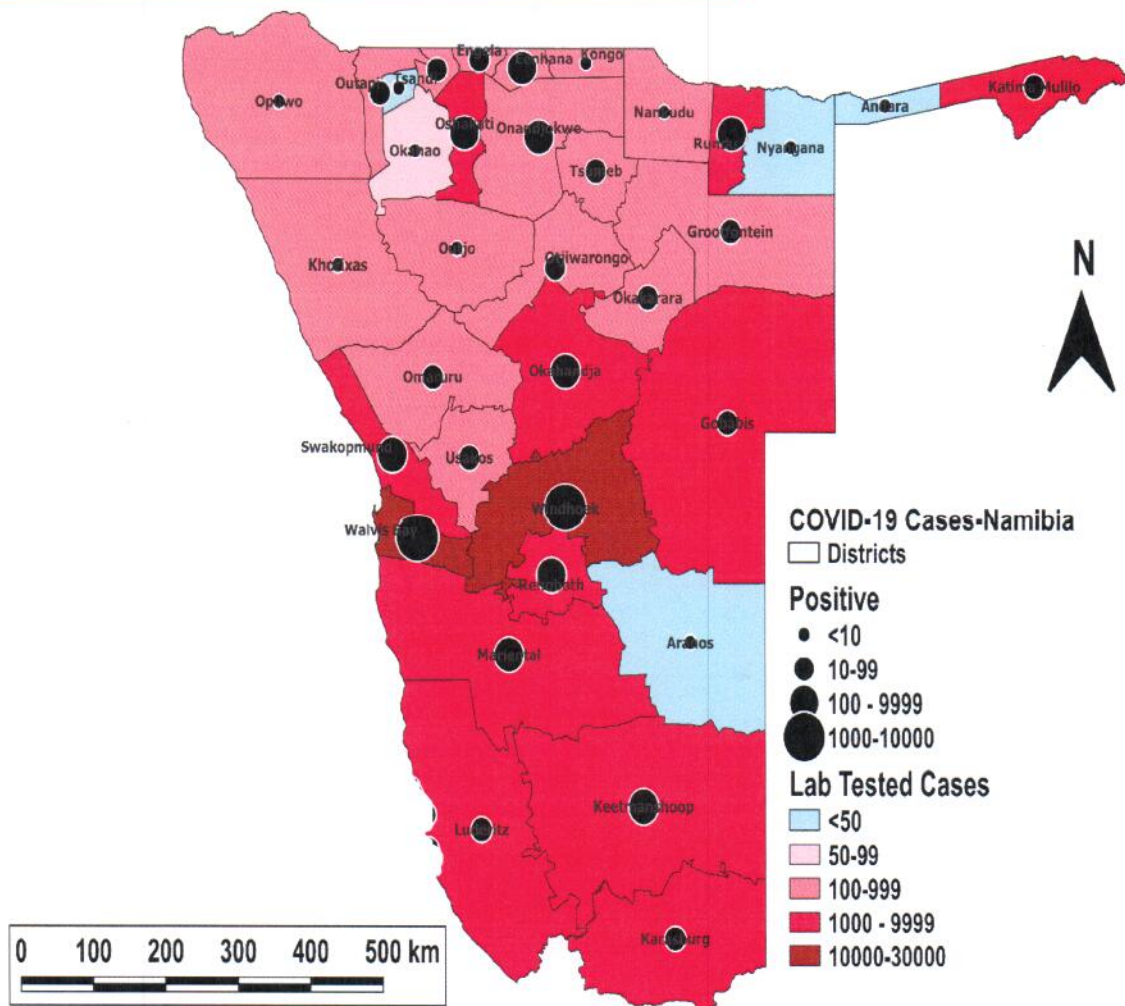 Engela
Eenhana
Kongo
Outapi
Tsandi
Opuwo
Katima Mulilo
Andara
Nankudu
Oshakati
Onandjokwe
Rundu
Nyangana
Okahao
Tsumeb
Grootfontein
Outjo
Otjiwarongo
Khorixas
N
Okakarara
Omaruru
Okahandja
Gobabis
Swakopmund
Usakos
Windhoek
Walvis Bay
Rehoboth
Aranos
Mariental
Keetmanshoop
Luderitz
Karasburg
COVID-19 Cases-Namibia
Districts
Positive
<10
10-99
100 - 9999
1000-10000
Lab Tested Cases
<50
50-99
100-999
1000 - 9999
10000-30000
0 100 200 300 400 500 km